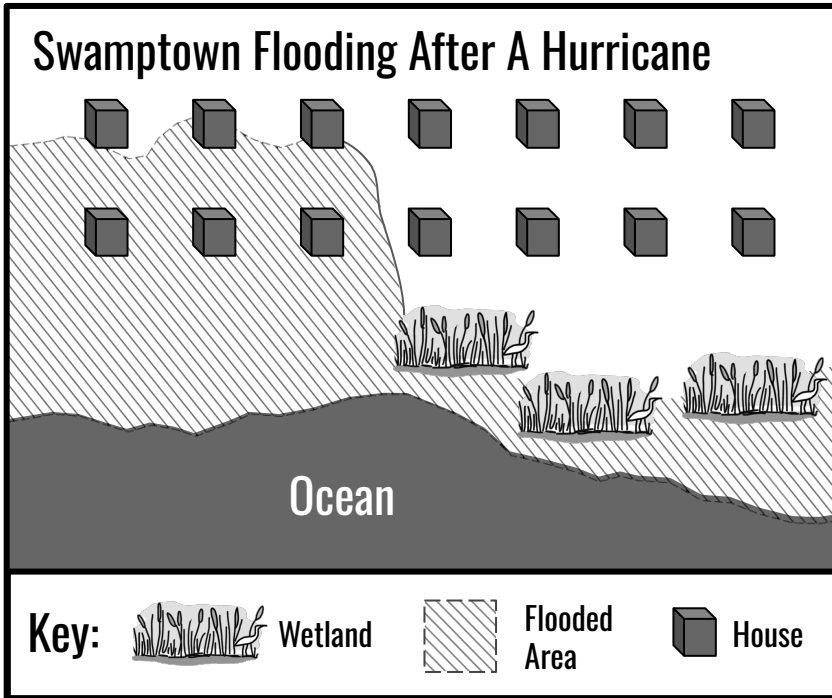 Swamptown Flooding After A Hurricane
Ocean
Key:
Wetland
Flooded
Area
House